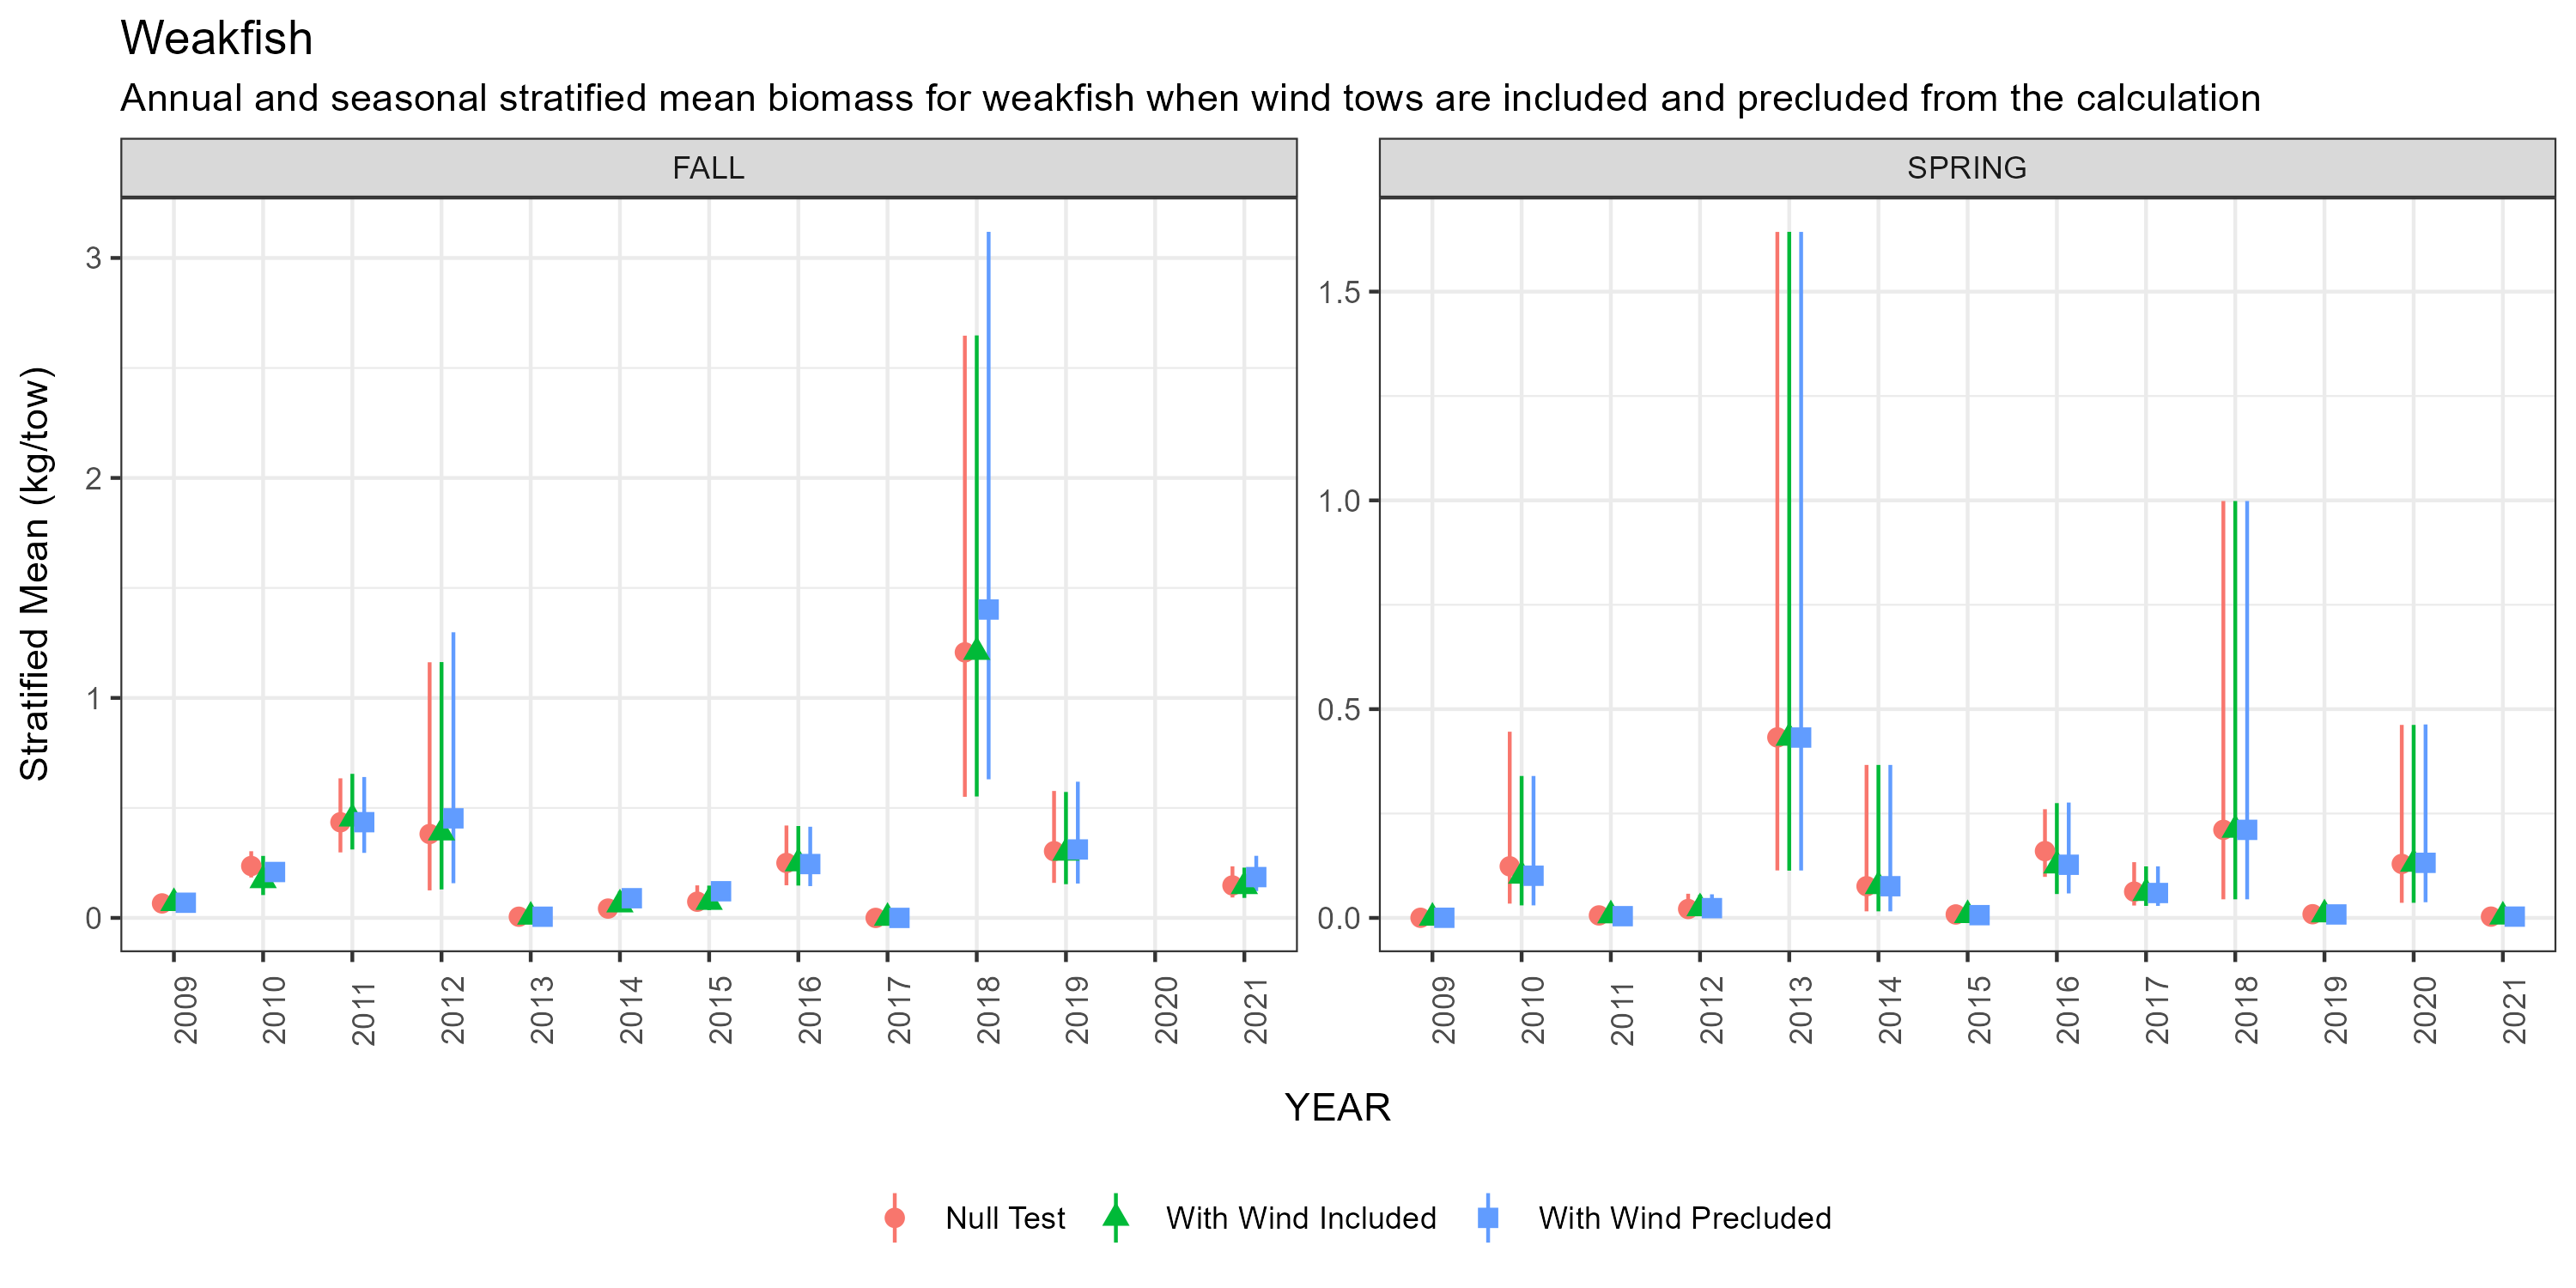 Weakfish
Annual and seasonal stratified mean biomass for weakfish when wind tows are included and precluded from the calculation
FALL
SPRING
Stratified Mean (kg/tow)
3
2
1
0
1.5
1.0
0.5
0.0
2009 2010 2011 2012 2013 2014 2015 2016 2017 2018 2019 2020 2021
2009 2010 2011 2012 2013 2014 2015 2016 2017 2018 2019 2020 2021
YEAR
Null Test With Wind Included With Wind Precluded